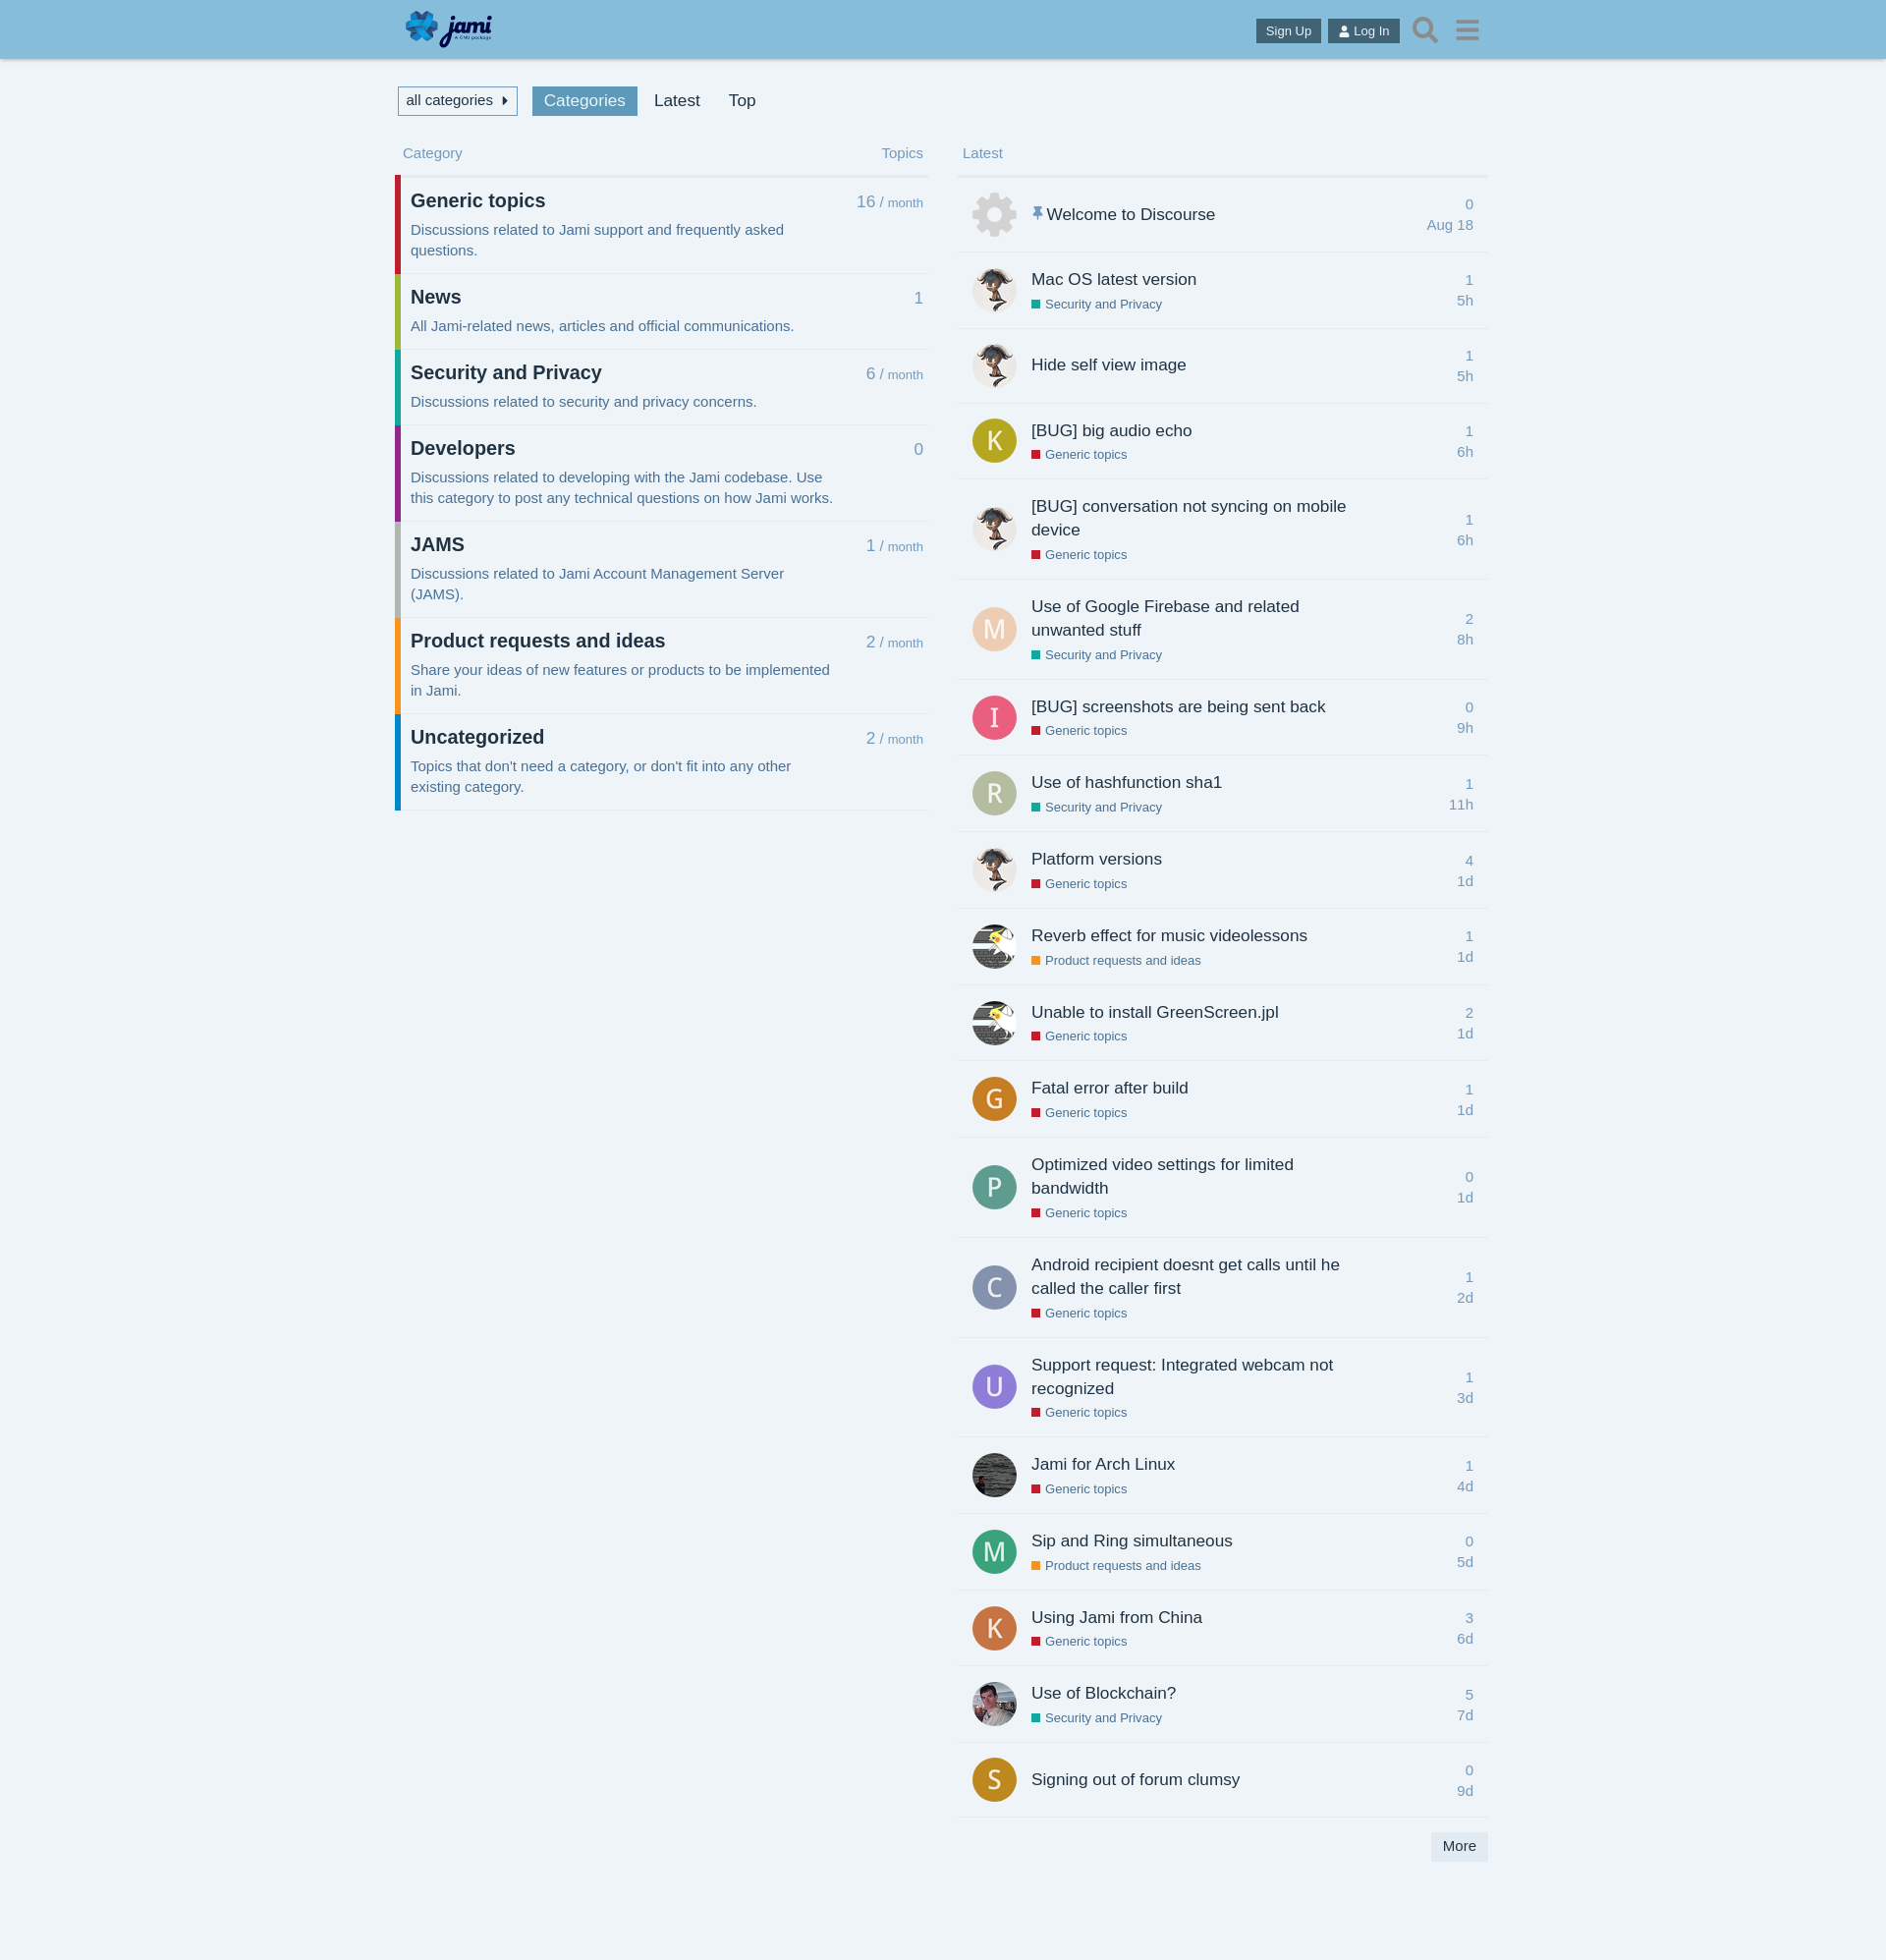 jami
a GNU package
Sign Up
Log In
all categories
Categories
Latest
Top
Category
Topics
Generic topics
16 / month
Discussions related to Jami support and frequently asked
questions.
News
1
All Jami-related news, articles and official communications.
Security and Privacy
6 / month
Discussions related to security and privacy concerns.
Developers
0
Discussions related to developing with the Jami codebase. Use
this category to post any technical questions on how Jami works.
JAMS
1 / month
Discussions related to Jami Account Management Server
(JAMS).
Product requests and ideas
2 / month
Share your ideas of new features or products to be implemented
in Jami.
Uncategorized
2 / month
Topics that don't need a category, or don't fit into any other
existing category.
Latest
Welcome to Discourse
0
Aug 18
Mac OS latest version
Security and Privacy
1
5h
Hide self view image
1
5h
K
[BUG] big audio echo
Generic topics
1
6h
[BUG] conversation not syncing on mobile
device
Generic topics
1
6h
M
Use of Google Firebase and related
unwanted stuff
Security and Privacy
2
8h
I
[BUG] screenshots are being sent back
Generic topics
0
9h
R
Use of hashfunction sha1
Security and Privacy
1
11h
Platform versions
Generic topics
4
1d
Reverb effect for music videolessons
Product requests and ideas
1
1d
Unable to install GreenScreen.jpl
Generic topics
2
1d
G
Fatal error after build
Generic topics
1
1d
P
Optimized video settings for limited
bandwidth
Generic topics
0
1d
C
Android recipient doesnt get calls until he
called the caller first
Generic topics
1
2d
U
Support request: Integrated webcam not
recognized
Generic topics
1
3d
Jami for Arch Linux
Generic topics
1
4d
M
Sip and Ring simultaneous
Product requests and ideas
0
5d
K
Using Jami from China
Generic topics
3
6d
Use of Blockchain?
Security and Privacy
5
7d
S
Signing out of forum clumsy
0
9d
More